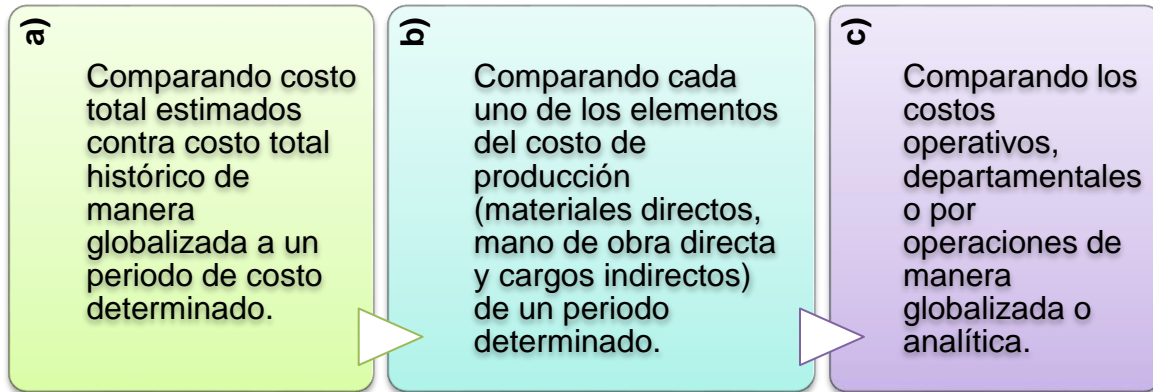 a)
Comparando costo
total estimados
contra costo total
histórico de
manera
globalizada a un
periodo de costo
determinado.
b)
Comparando cada
uno de los elementos
del costo de
producción
(materiales directos,
mano de obra directa
y cargos indirectos)
de un periodo
determinado.
c)
Comparando los
costos
operativos,
departamentales
o por
operaciones de
manera
globalizada o
analítica.